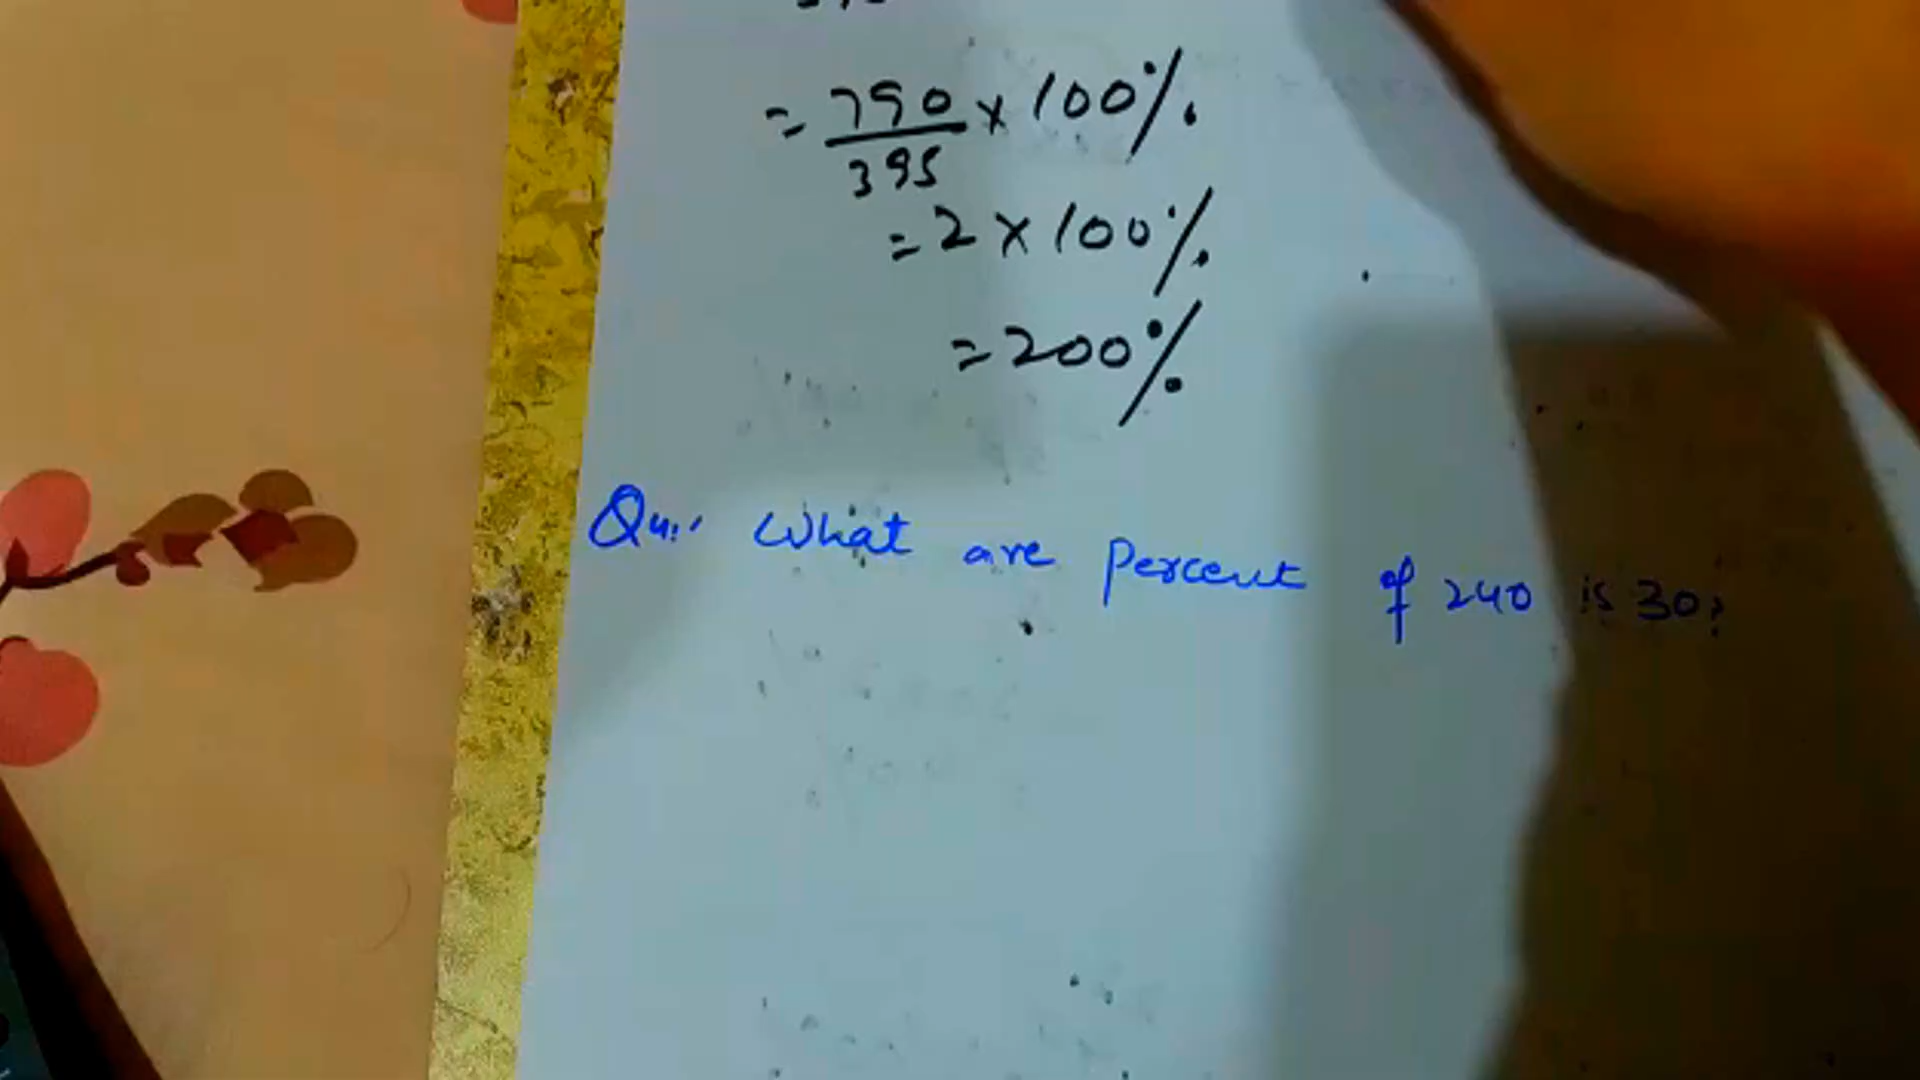 = 790/395 x 100%
= 2 x 100%
= 200%
Qu:. What are percent of 240 is 30?